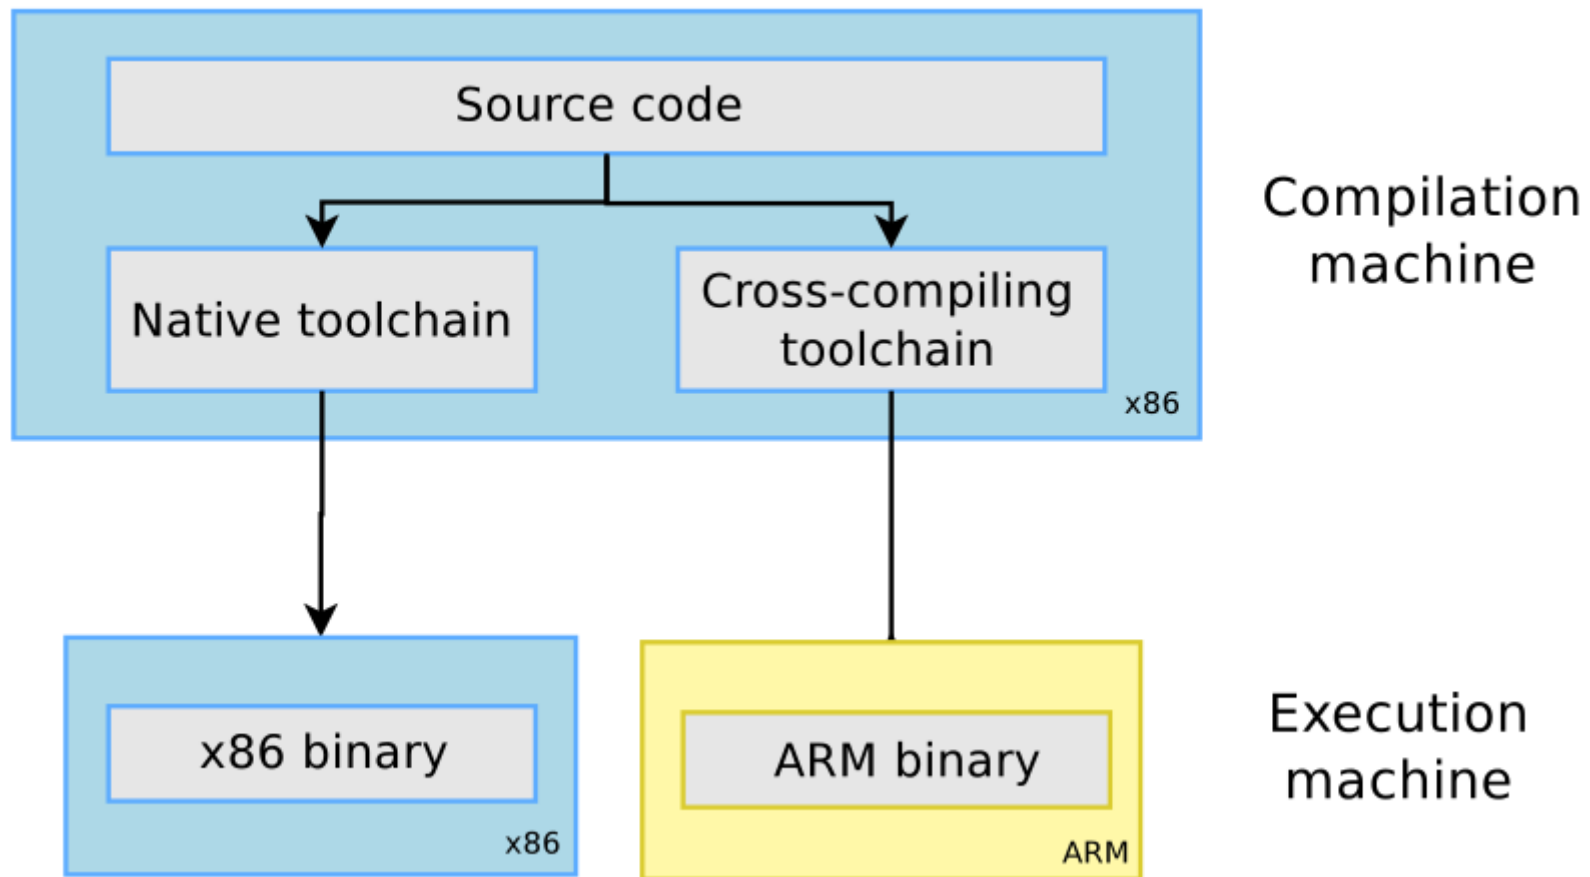 Source code
Native toolchain
Cross-compiling
toolchain
x86
Compilation
machine
x86 binary
x86
ARM binary
ARM
Execution
machine